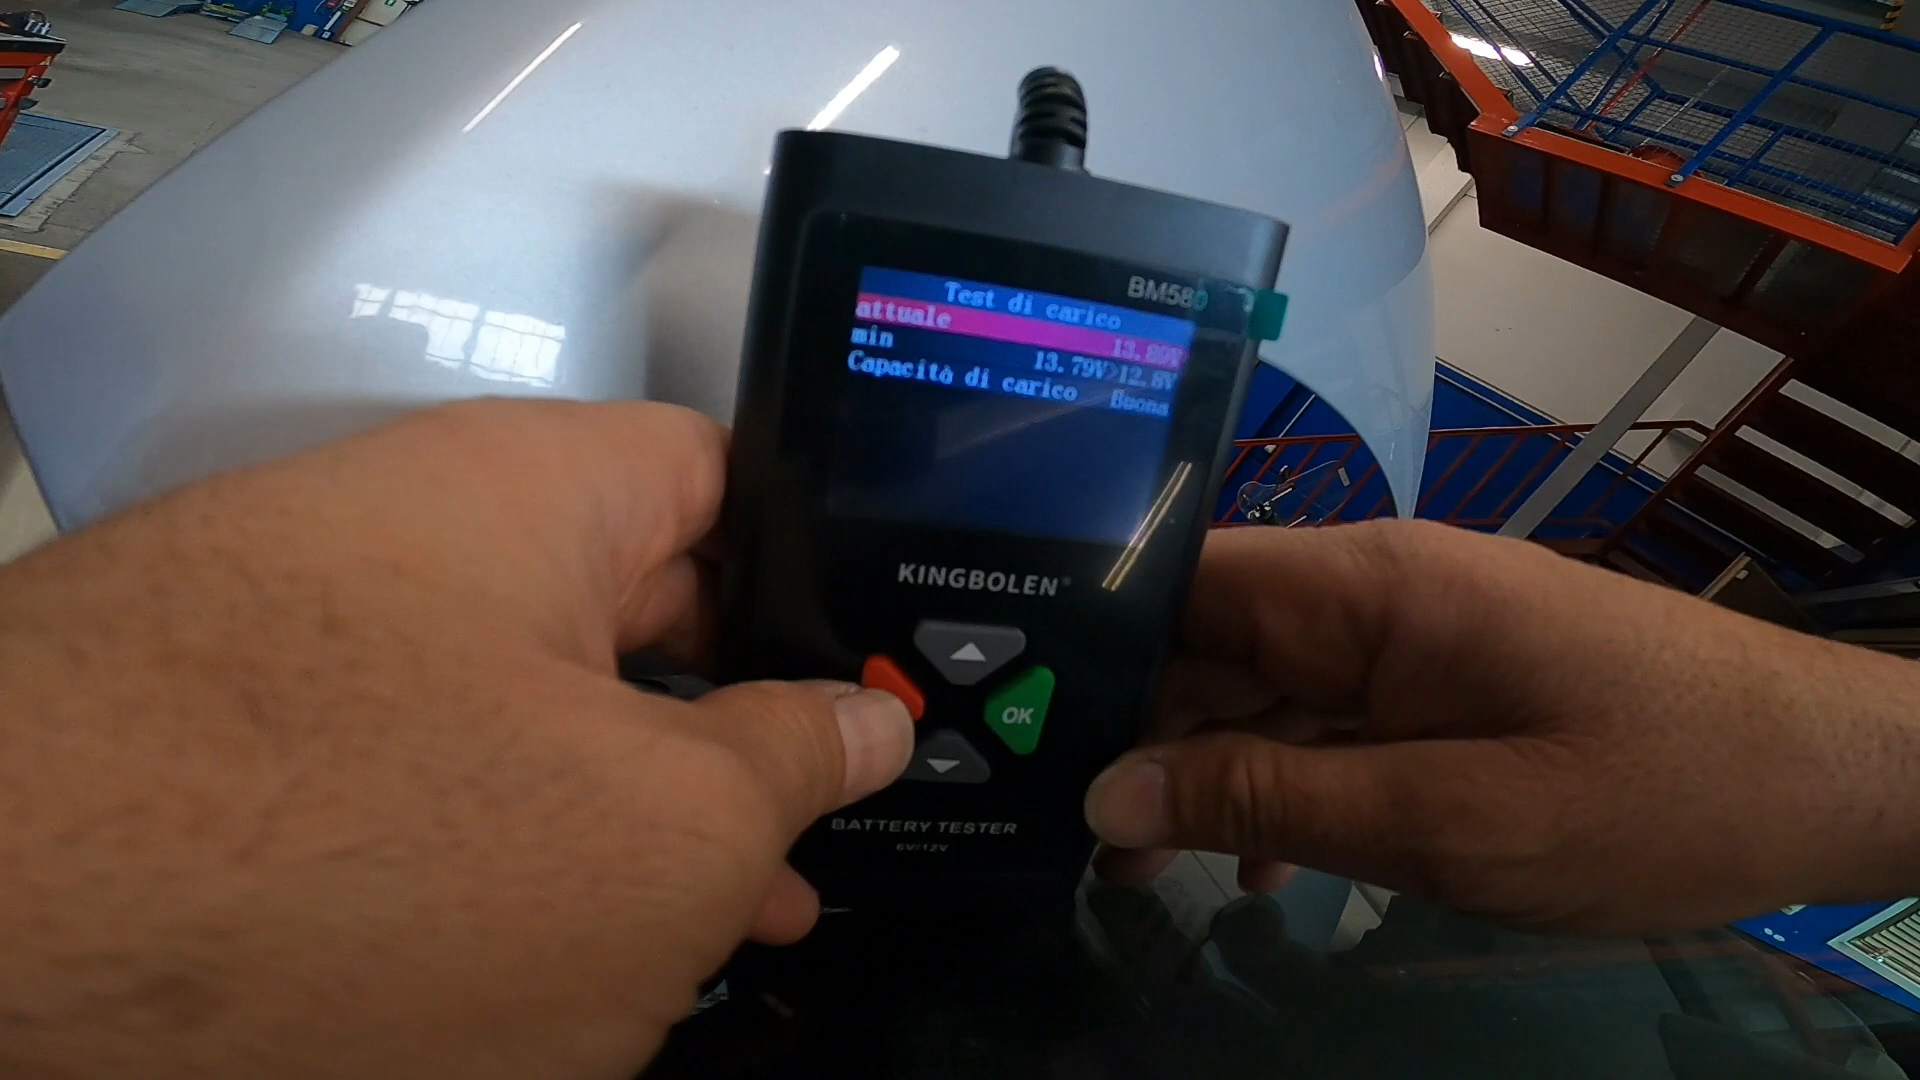 BM580
Test di carico
attuale 13.89V
min 13.79V>12.8V
Capacità di carico Buona
KINGBOLEN®
OK
BATTERY TESTER
6V/12V